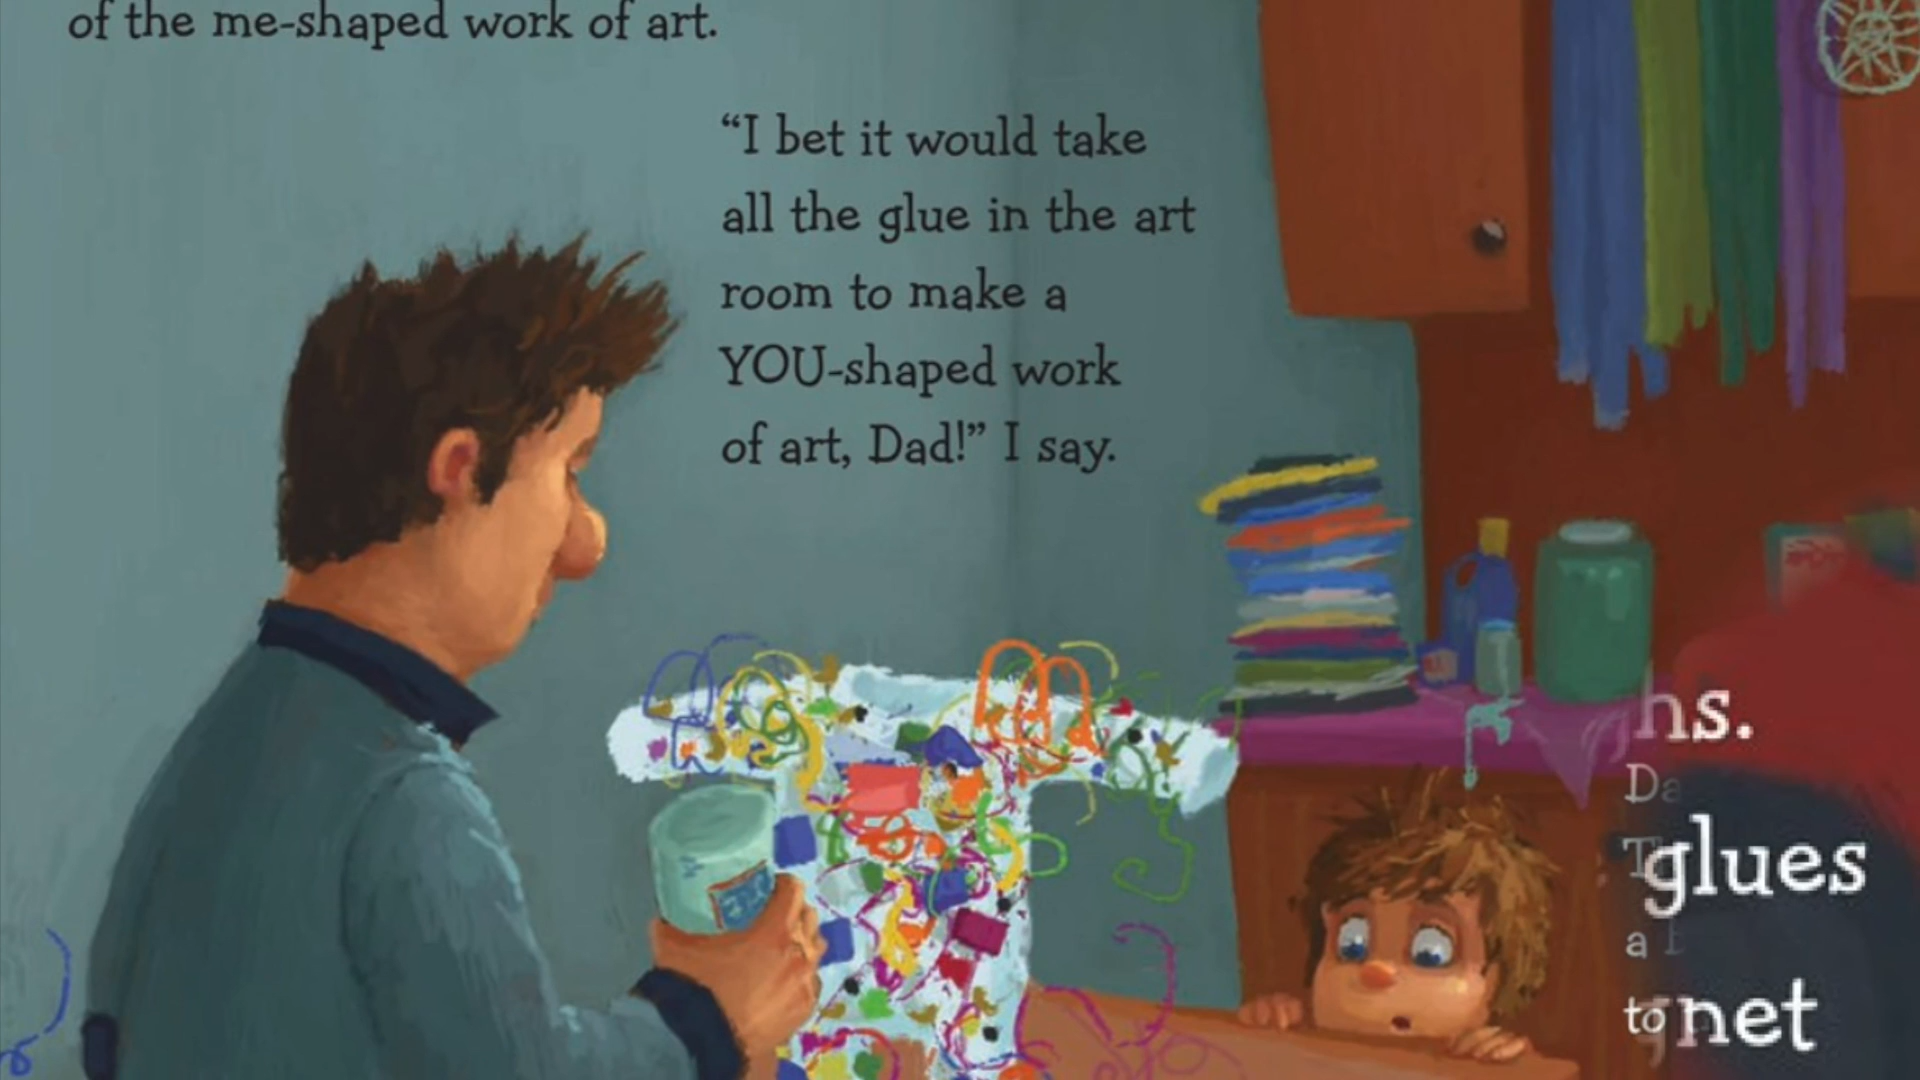 of the me-shaped work of art.
“I bet it would take
all the glue in the art
room to make a
YOU-shaped work
of art, Dad!” I say.
glues
a
to
net